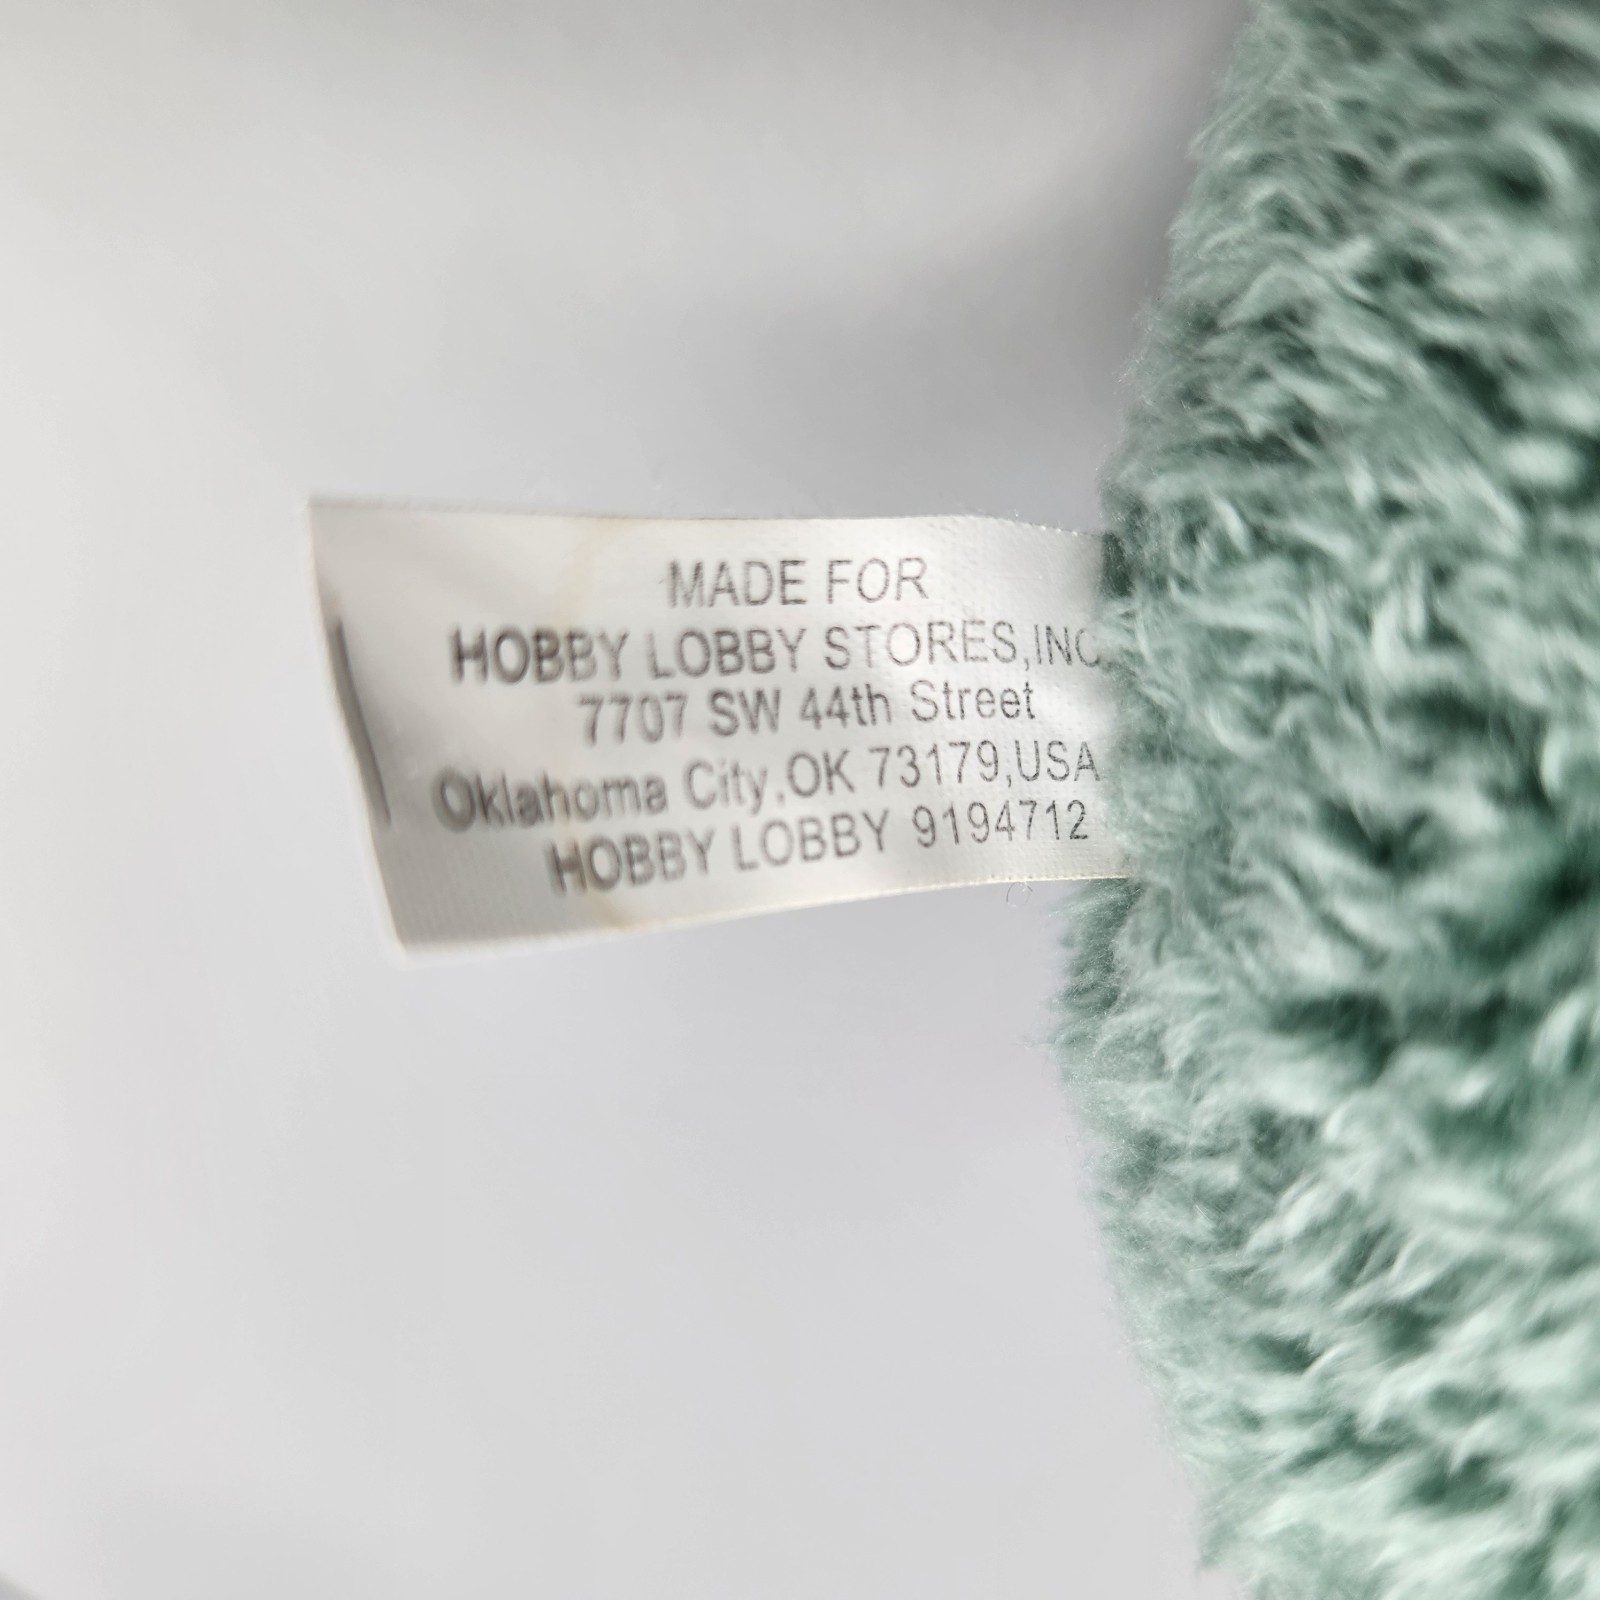 MADE FOR
HOBBY LOBBY STORES,INC
7707 SW 44th Street
Oklahoma City,OK 73179,USA
HOBBY LOBBY 9194712